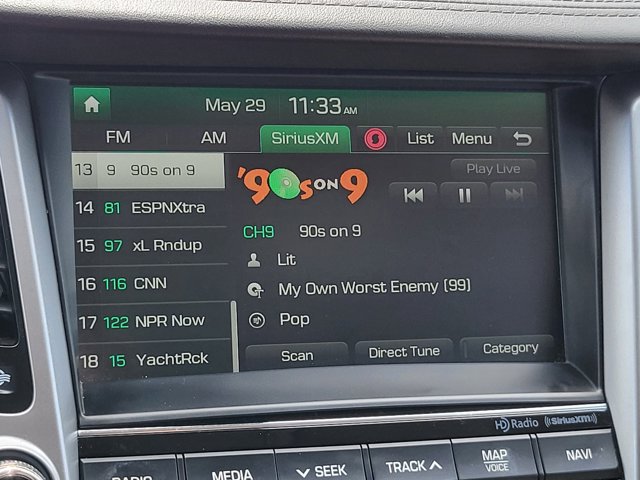 May 29 11:33 AM
FM AM SiriusXM List Menu
13 9 90s on 9
14 81 ESPNXtra
15 97 xL Rndup
16 116 CNN
17 122 NPR Now
18 15 YachtRck
'90s ON 9
Play Live
CH9 90s on 9
Lit
My Own Worst Enemy (99)
Pop
Scan Direct Tune Category
HD Radio ((SiriusXM))
RADIO MEDIA SEEK TRACK MAP VOICE NAVI